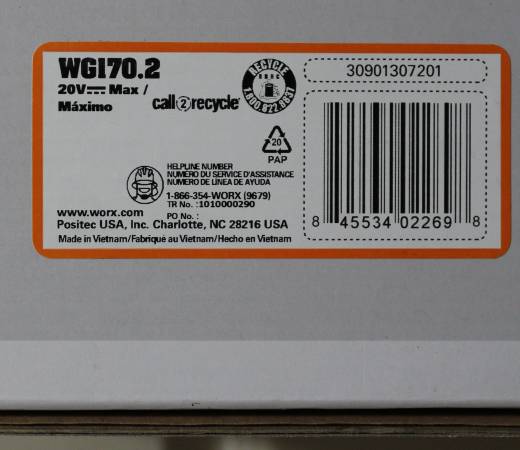 WG170.2
20V Max /
Máximo
call2recycle
RECYCLE
1.800.822.8837
30901307201
20
PAP
HELPLINE NUMBER
NUMÉRO DU SERVICE D'ASSISTANCE
NÚMERO DE LÍNEA DE AYUDA
1-866-354-WORX (9679)
TR No. :1010000290
PO No. :
www.worx.com
Positec USA, Inc. Charlotte, NC 28216 USA
Made in Vietnam/Fabriqué au Vietnam/Hecho en Vietnam
8 45534 02269 8